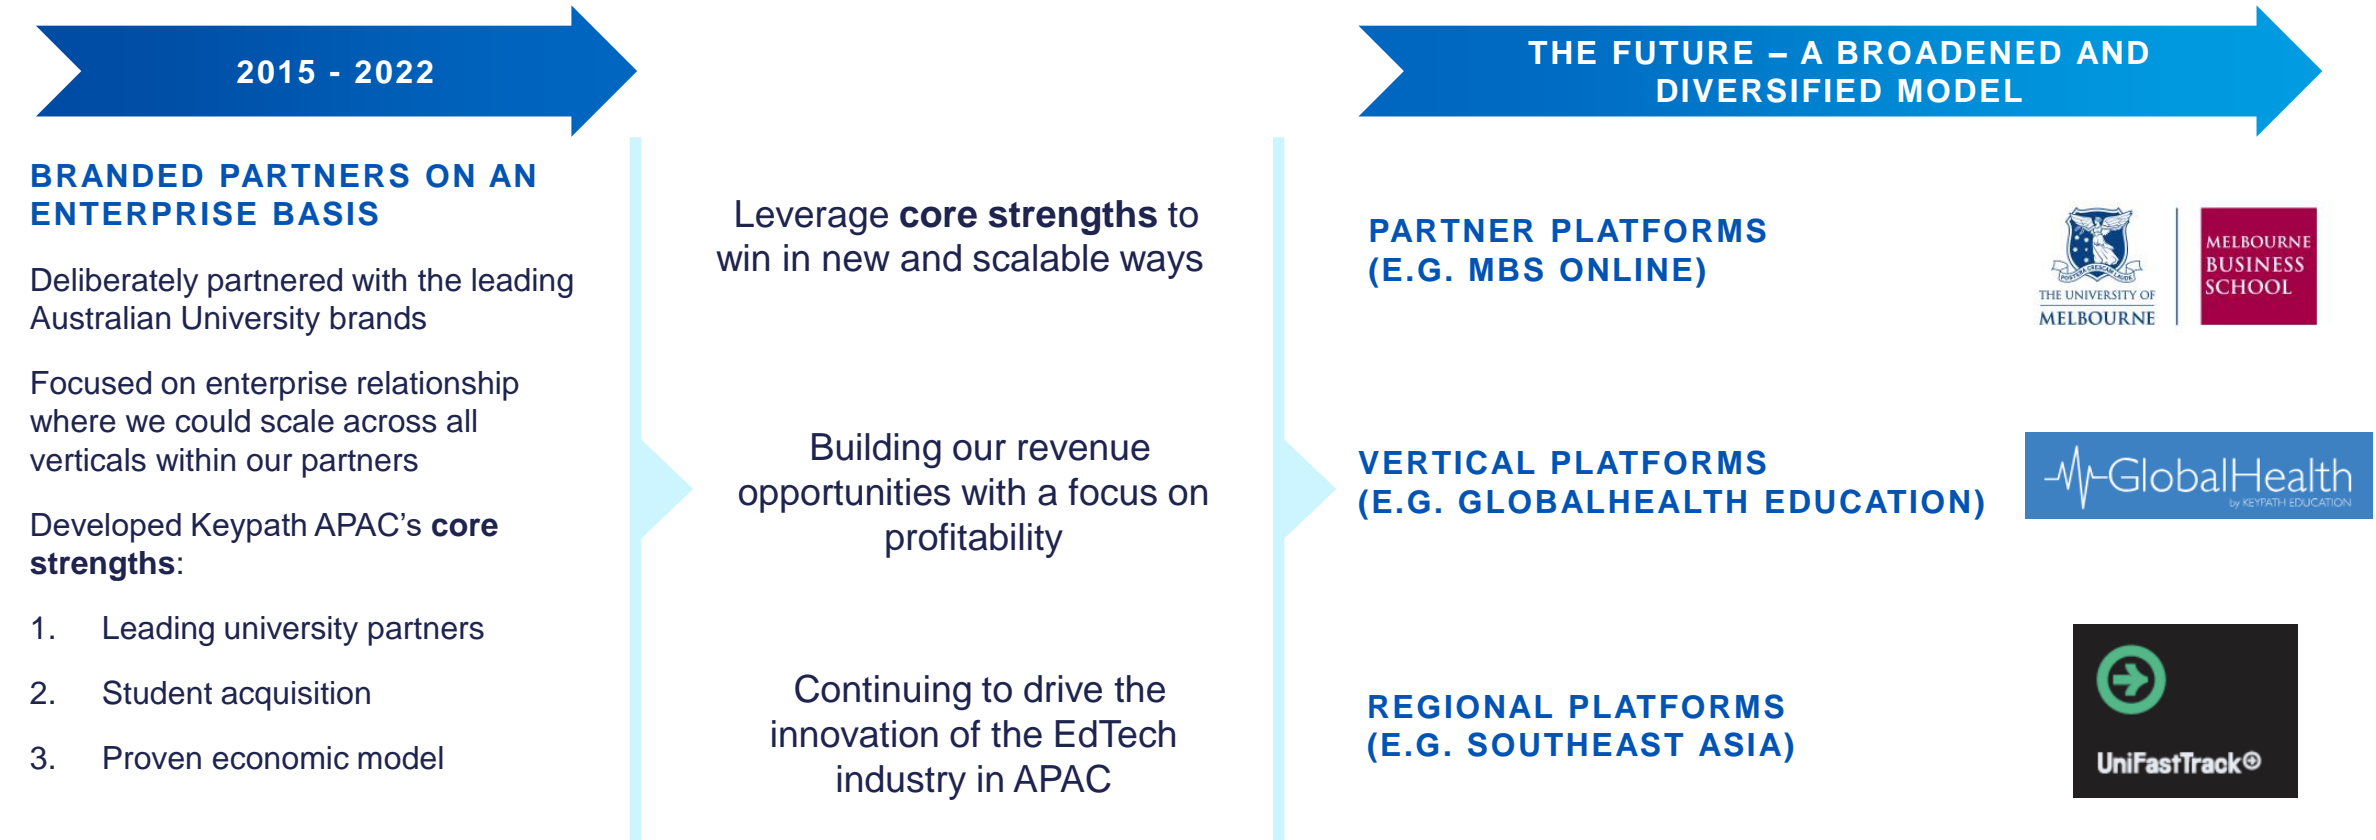 2015 - 2022
THE FUTURE – A BROADENED AND
DIVERSIFIED MODEL
BRANDED PARTNERS ON AN
ENTERPRISE BASIS
Deliberately partnered with the leading
Australian University brands
Focused on enterprise relationship
where we could scale across all
verticals within our partners
Developed Keypath APAC’s core
strengths:
1. Leading university partners
2. Student acquisition
3. Proven economic model
Leverage core strengths to
win in new and scalable ways
Building our revenue
opportunities with a focus on
profitability
Continuing to drive the
innovation of the EdTech
industry in APAC
PARTNER PLATFORMS
(E.G. MBS ONLINE)
THE UNIVERSITY OF
MELBOURNE
MELBOURNE
BUSINESS
SCHOOL
VERTICAL PLATFORMS
(E.G. GLOBALHEALTH EDUCATION)
GlobalHealth
by KEYPATH EDUCATION
REGIONAL PLATFORMS
(E.G. SOUTHEAST ASIA)
UniFastTrack